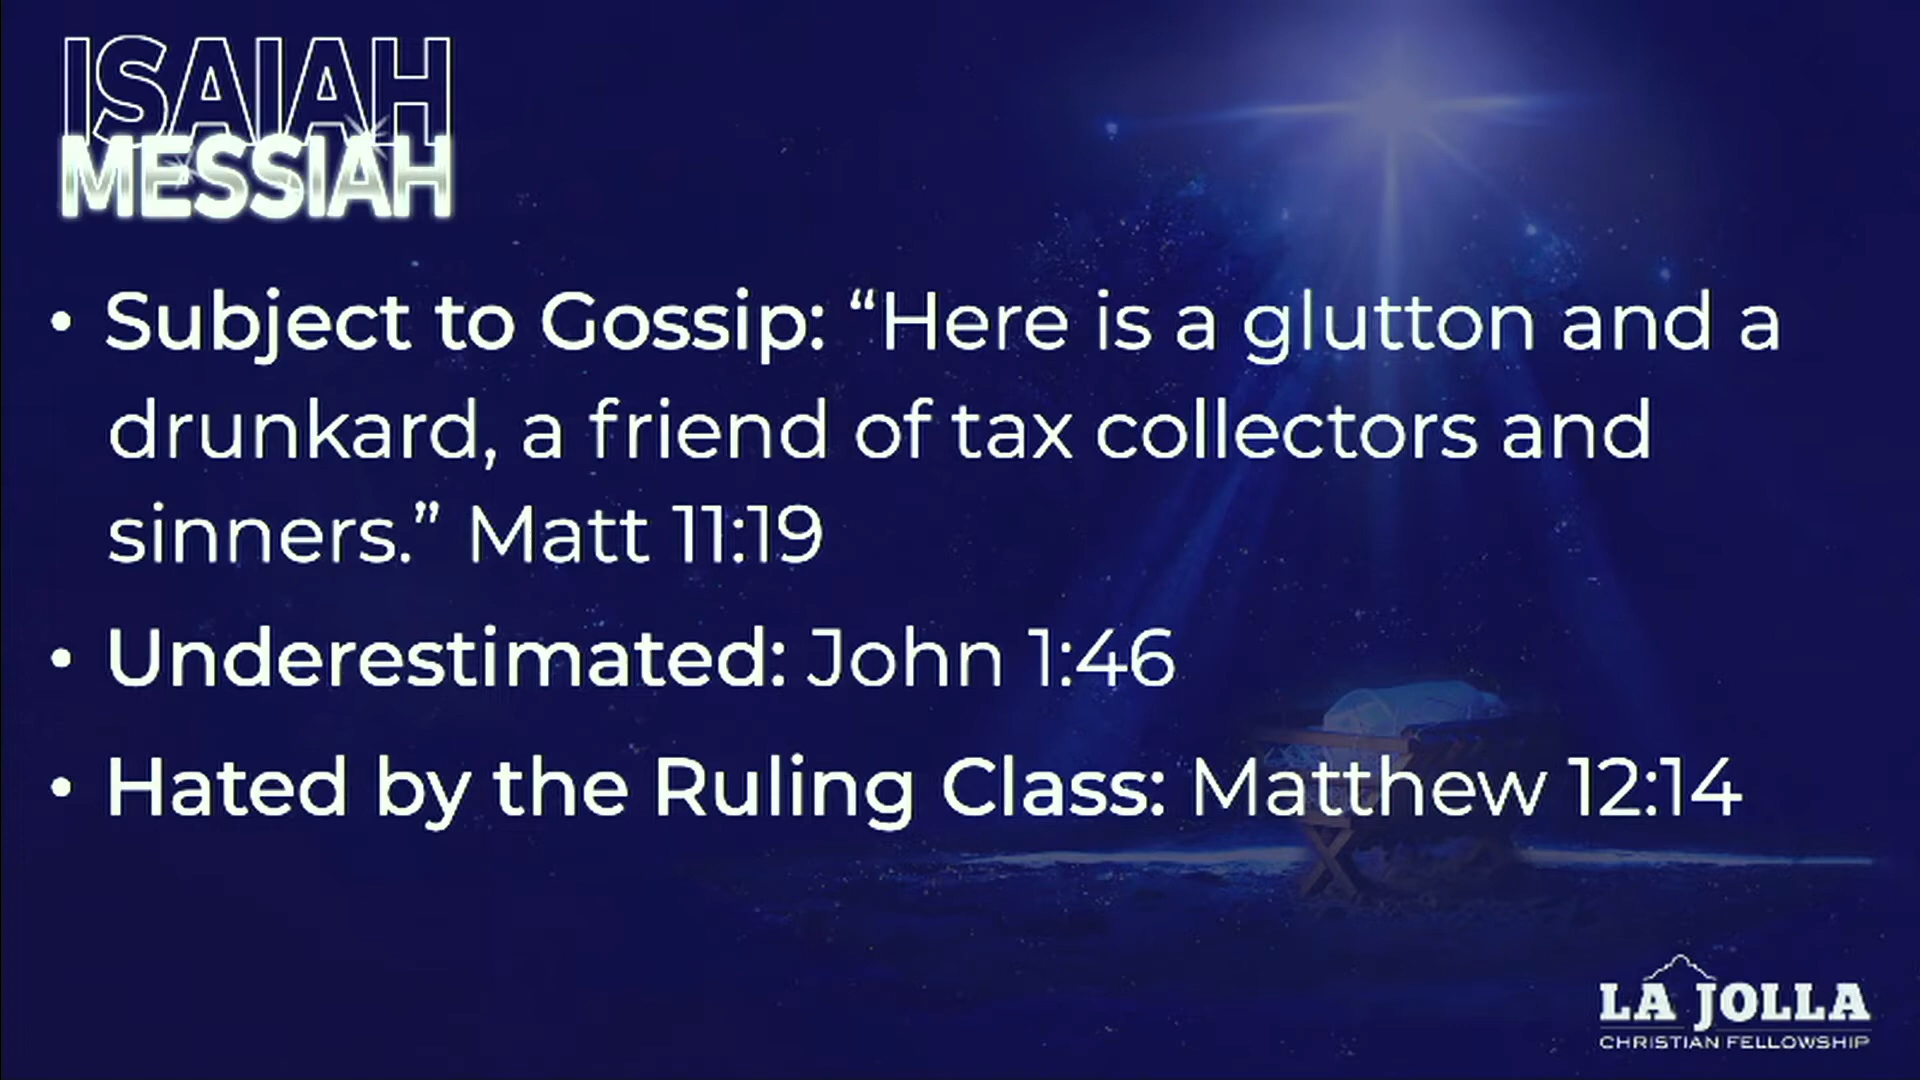 ISAIAH
MESSIAH
• Subject to Gossip: “Here is a glutton and a
drunkard, a friend of tax collectors and
sinners.” Matt 11:19
• Underestimated: John 1:46
• Hated by the Ruling Class: Matthew 12:14
LA JOLLA
CHRISTIAN FELLOWSHIP